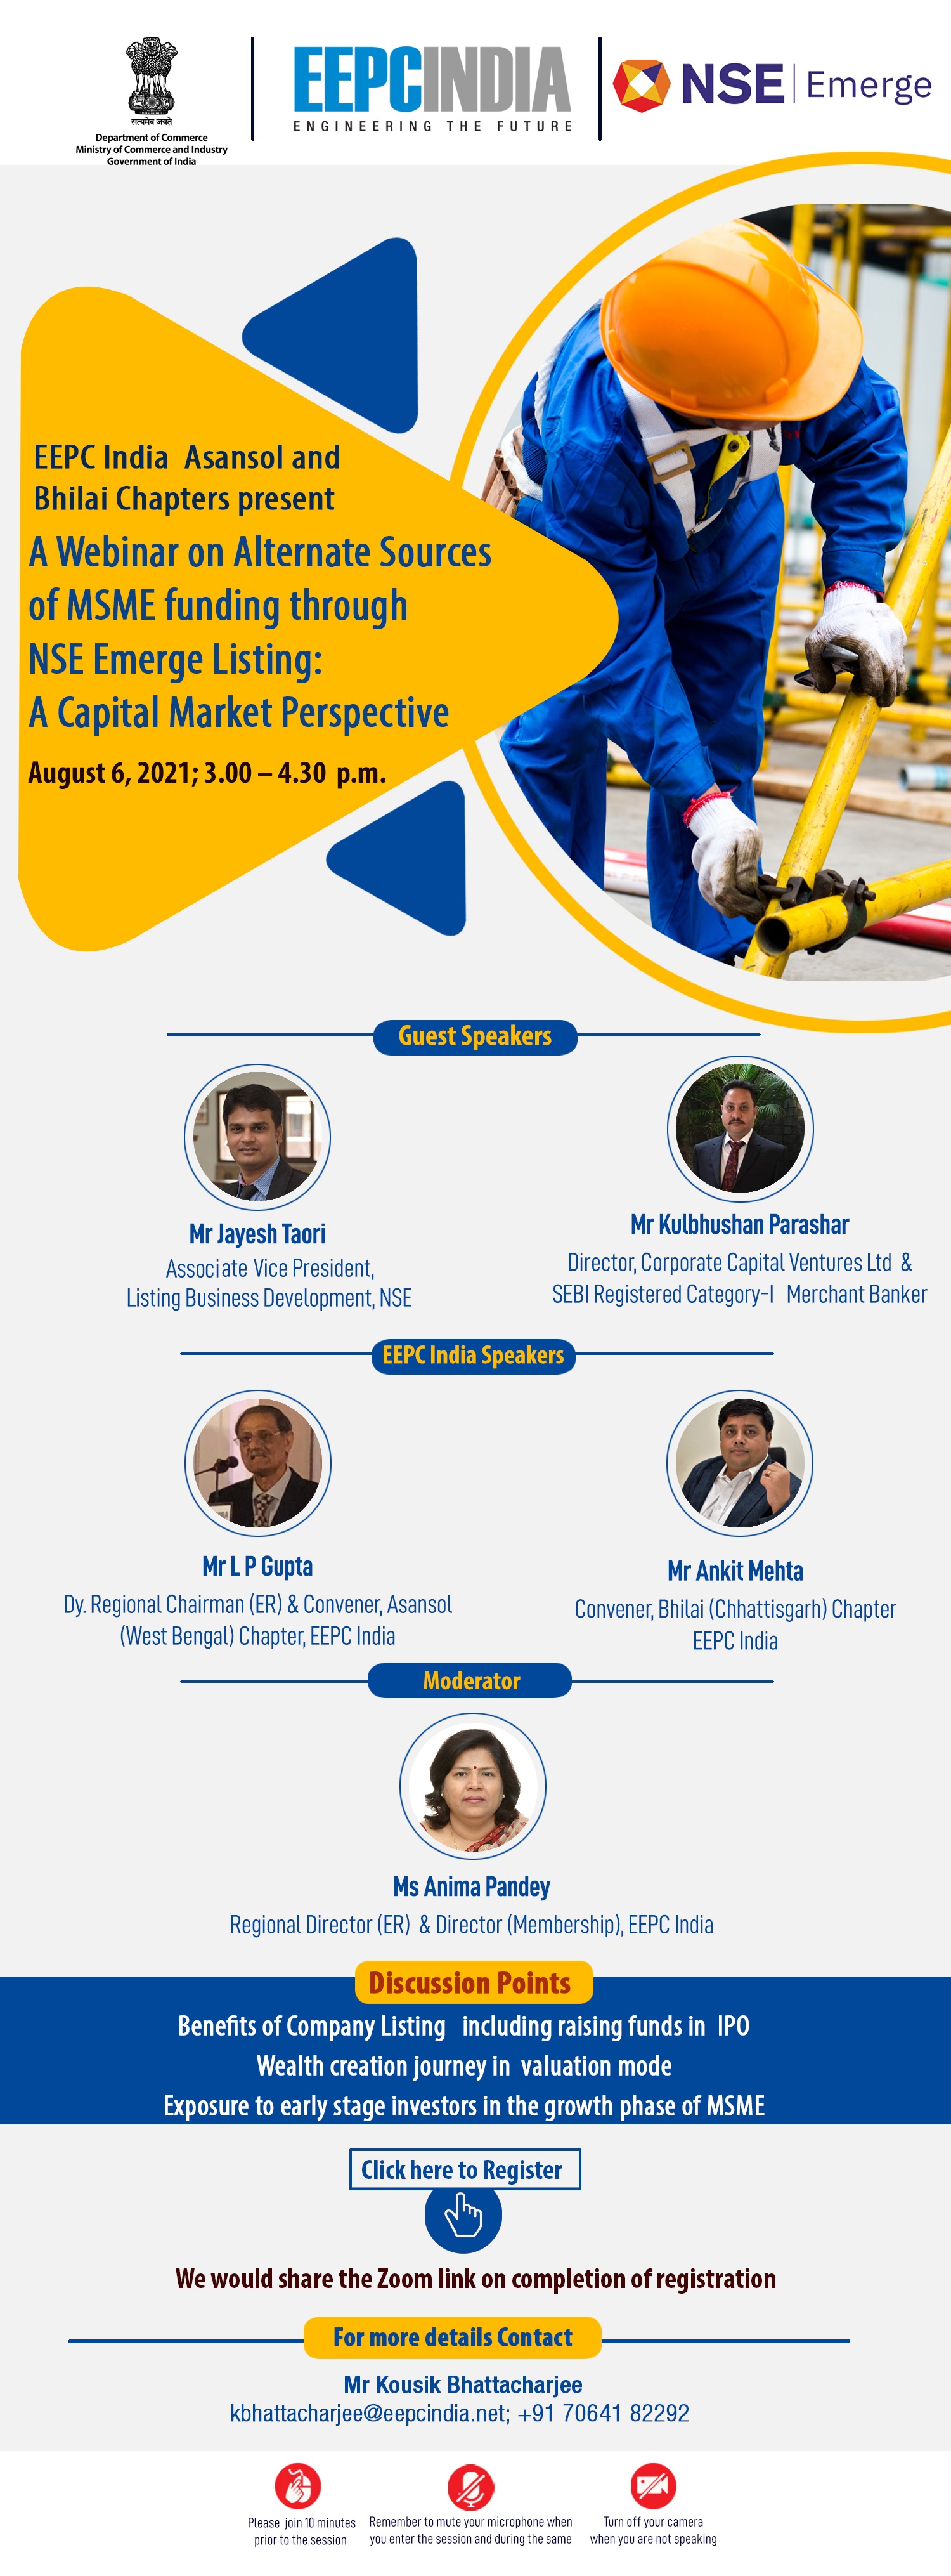 सत्यमेव जयते
Department of Commerce
Ministry of Commerce and Industry
Government of India
EEPCINDIA
ENGINEERING THE FUTURE
NSE Emerge
EEPC India Asansol and
Bhilai Chapters present
A Webinar on Alternate Sources
of MSME funding through
NSE Emerge Listing:
A Capital Market Perspective
August 6, 2021; 3.00 – 4.30 p.m.
Guest Speakers
Mr Jayesh Taori
Associate Vice President,
Listing Business Development, NSE
Mr Kulbhushan Parashar
Director, Corporate Capital Ventures Ltd &
SEBI Registered Category-I Merchant Banker
EEPC India Speakers
Mr L P Gupta
Dy. Regional Chairman (ER) & Convener, Asansol
(West Bengal) Chapter, EEPC India
Mr Ankit Mehta
Convener, Bhilai (Chhattisgarh) Chapter
EEPC India
Moderator
Ms Anima Pandey
Regional Director (ER) & Director (Membership), EEPC India
Discussion Points
Benefits of Company Listing including raising funds in IPO
Wealth creation journey in valuation mode
Exposure to early stage investors in the growth phase of MSME
Click here to Register
We would share the Zoom link on completion of registration
For more details Contact
Mr Kousik Bhattacharjee
kbhattacharjee@eepcindia.net; +91 70641 82292
Please join 10 minutes
prior to the session
Remember to mute your microphone when
you enter the session and during the same
Turn off your camera
when you are not speaking